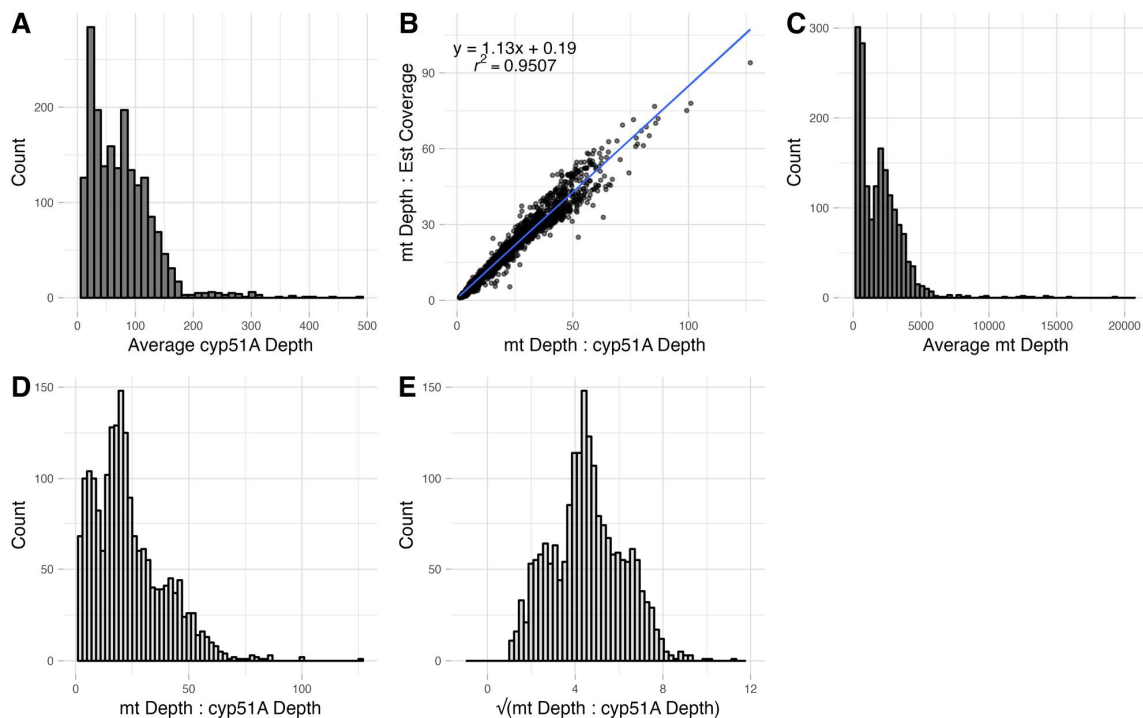 A
Count
200
100
0
0 100 200 300 400 500
Average cyp51A Depth
B
y = 1.13x + 0.19
r² = 0.9507
mt Depth : Est Coverage
90
60
30
0
0 50 100
mt Depth : cyp51A Depth
C
Count
300
200
100
0
0 5000 10000 15000 20000
Average mt Depth
D
Count
150
100
50
0
0 50 100
mt Depth : cyp51A Depth
E
Count
150
100
50
0
0 4 8 12
√(mt Depth : cyp51A Depth)